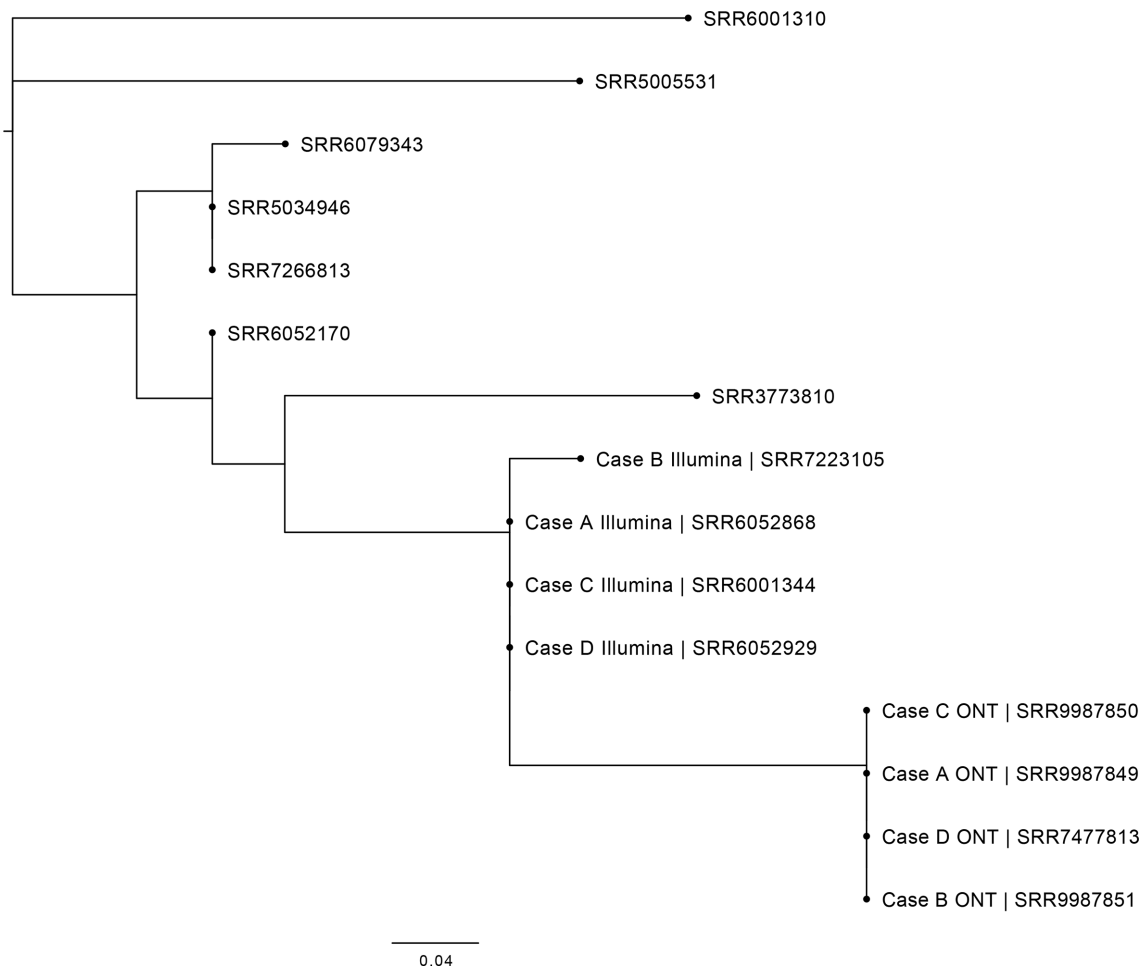 SRR6001310
SRR5005531
SRR6079343
SRR5034946
SRR7266813
SRR6052170
SRR3773810
Case B Illumina | SRR7223105
Case A Illumina | SRR6052868
Case C Illumina | SRR6001344
Case D Illumina | SRR6052929
Case C ONT | SRR9987850
Case A ONT | SRR9987849
Case D ONT | SRR7477813
Case B ONT | SRR9987851
0.04